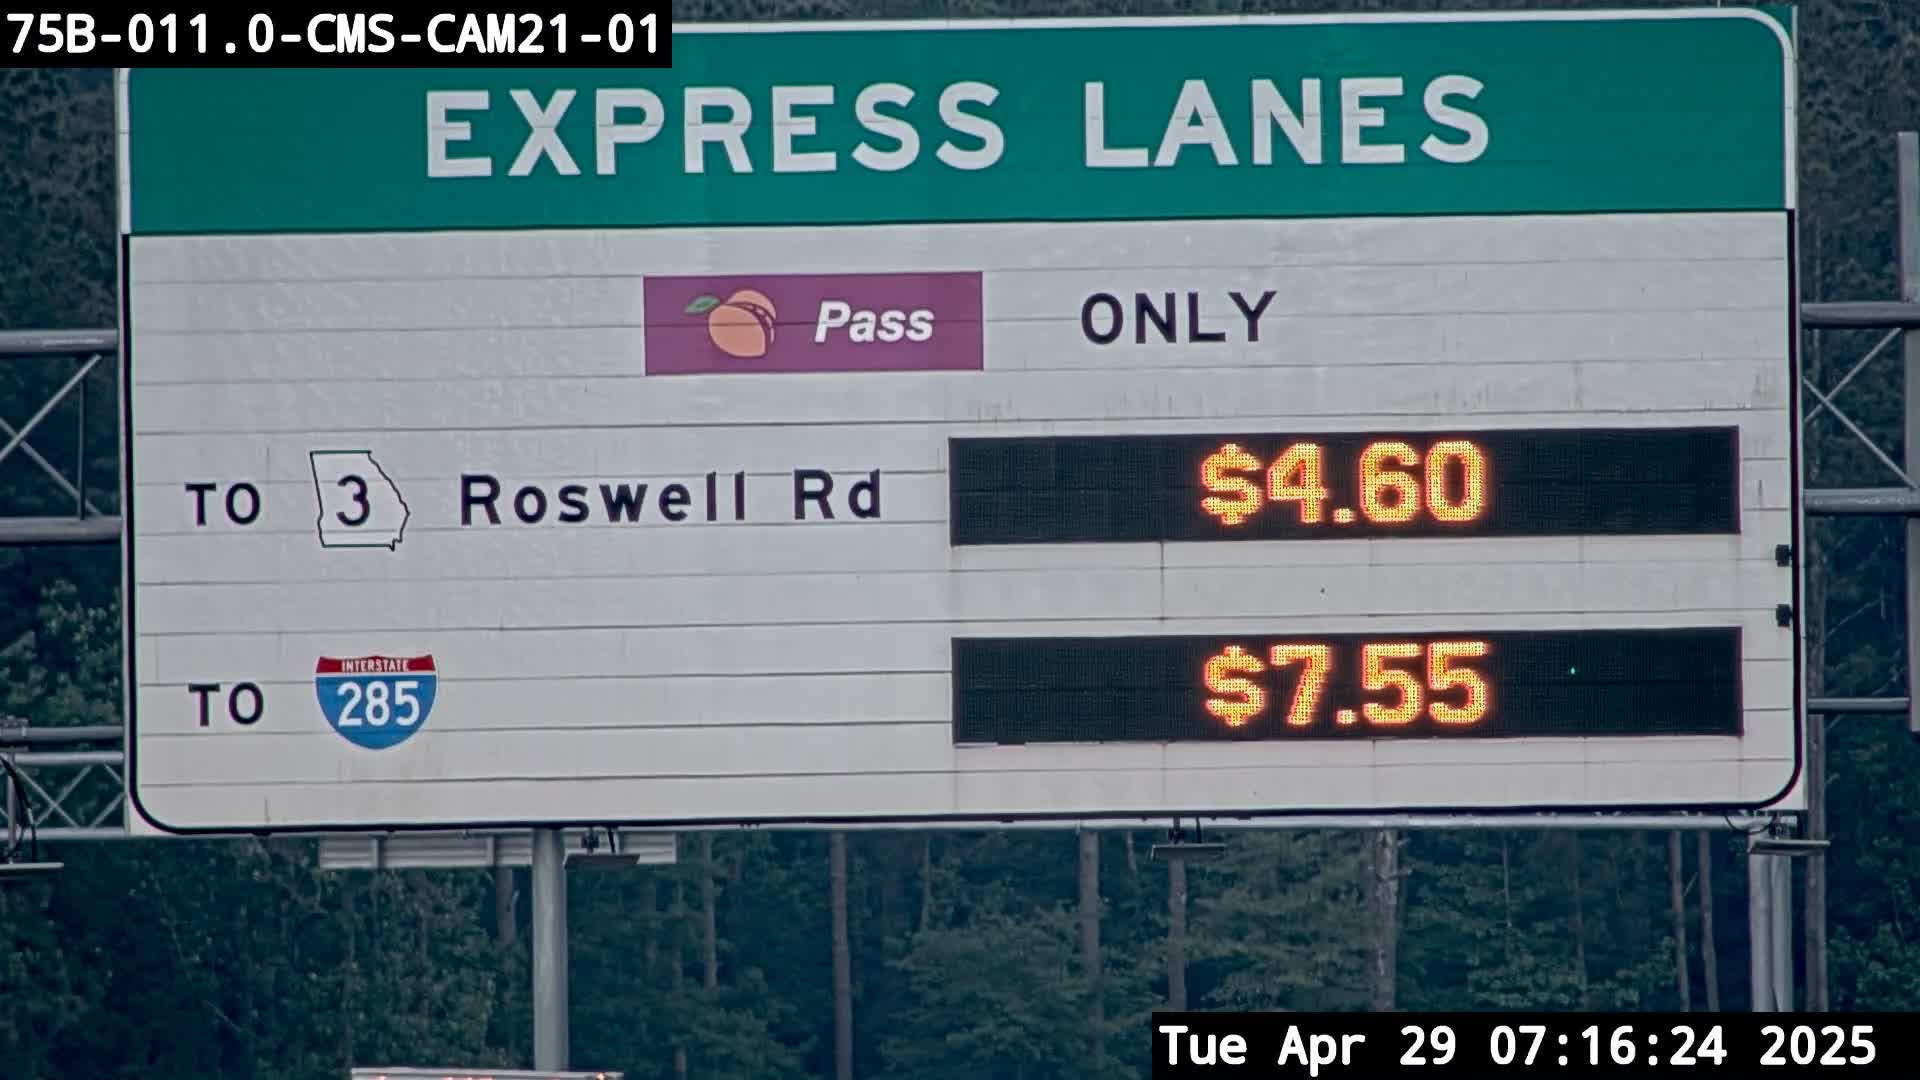 75B-011.0-CMS-CAM21-01
EXPRESS LANES
Pass ONLY
TO 3 Roswell Rd $4.60
INTERSTATE
TO 285 $7.55
Tue Apr 29 07:16:24 2025